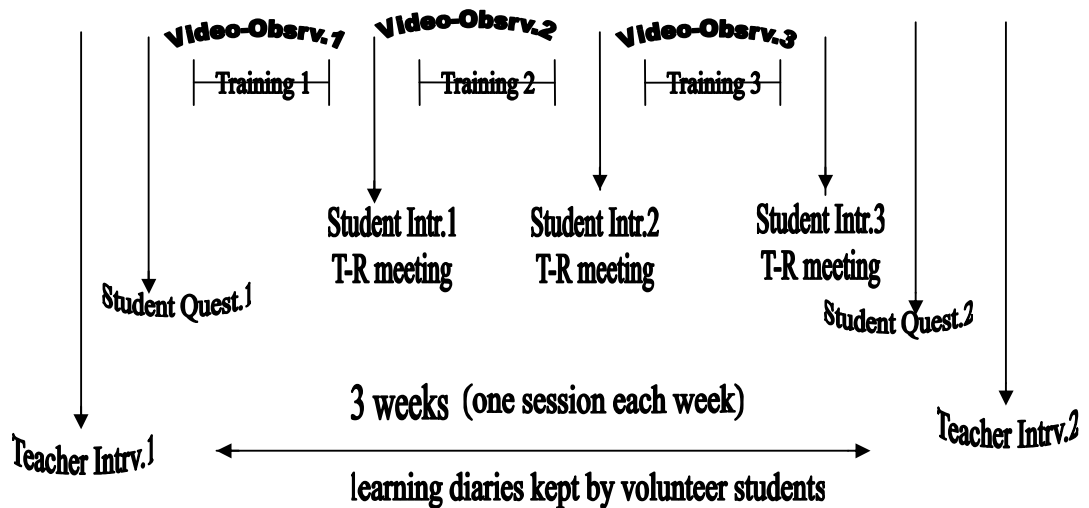 Video-Obsrv.1 Video-Obsrv.2 Video-Obsrv.3
Training 1 Training 2 Training 3
Student Intr.1 Student Intr.2 Student Intr.3
T-R meeting T-R meeting T-R meeting
Student Quest.1 Student Quest.2
3 weeks (one session each week)
Teacher Intrv.1 Teacher Intrv.2
learning diaries kept by volunteer students